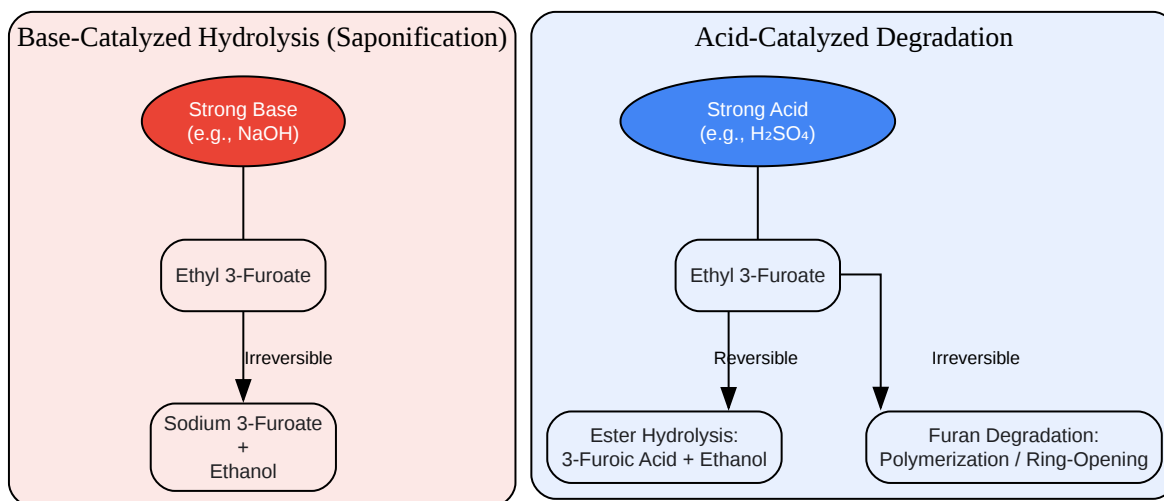 Base-Catalyzed Hydrolysis (Saponification)
Strong Base
(e.g., NaOH)
Ethyl 3-Furoate
Irreversible
Sodium 3-Furoate
+
Ethanol
Acid-Catalyzed Degradation
Strong Acid
(e.g., H₂SO₄)
Ethyl 3-Furoate
Reversible
Irreversible
Ester Hydrolysis:
3-Furoic Acid + Ethanol
Furan Degradation:
Polymerization / Ring-Opening